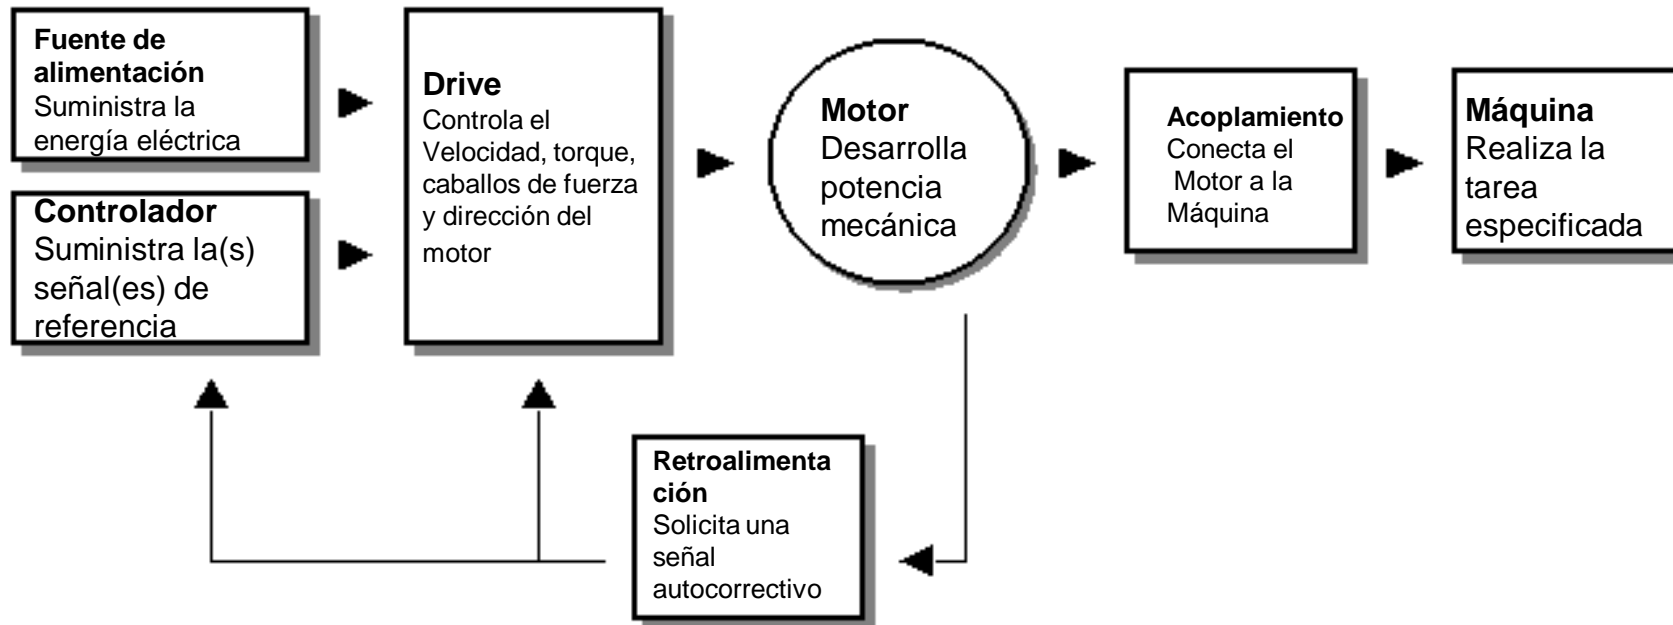 Fuente de
alimentación
Suministra la
energía eléctrica
Controlador
Suministra la(s)
señal(es) de
referencia
Drive
Controla el
Velocidad, torque,
caballos de fuerza
y dirección del
motor
Motor
Desarrolla
potencia
mecánica
Acoplamiento
Conecta el
Motor a la
Máquina
Máquina
Realiza la
tarea
especificada
Retroalimenta
ción
Solicita una
señal
autocorrectivo